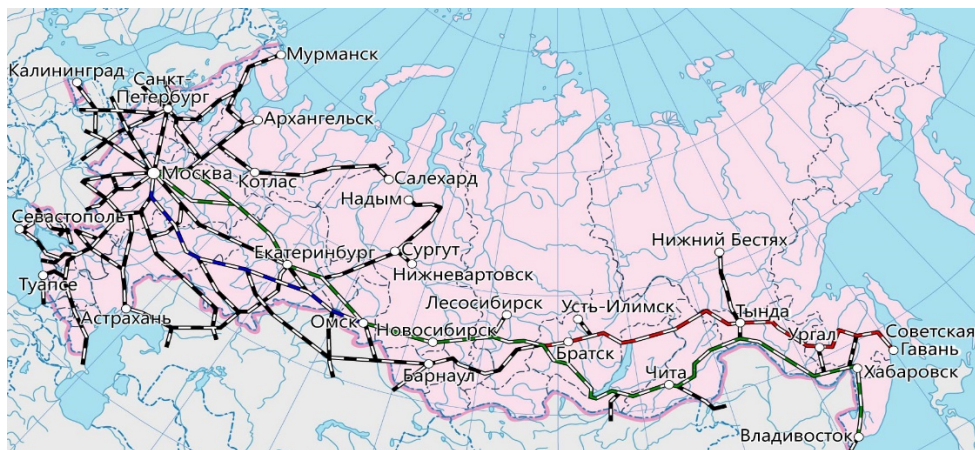 Мурманск
Калининград
Санкт-
Петербург
Архангельск
Москва
Котлас
Салехард
Надым
Севастополь
Екатеринбург
Сургут
Нижневартовск
Нижний Бестях
Туапсе
Астрахань
Лесосибирск
Усть-Илимск
Тында
Омск
Новосибирск
Братск
Ургал
Советская
Гавань
Барнаул
Чита
Хабаровск
Владивосток